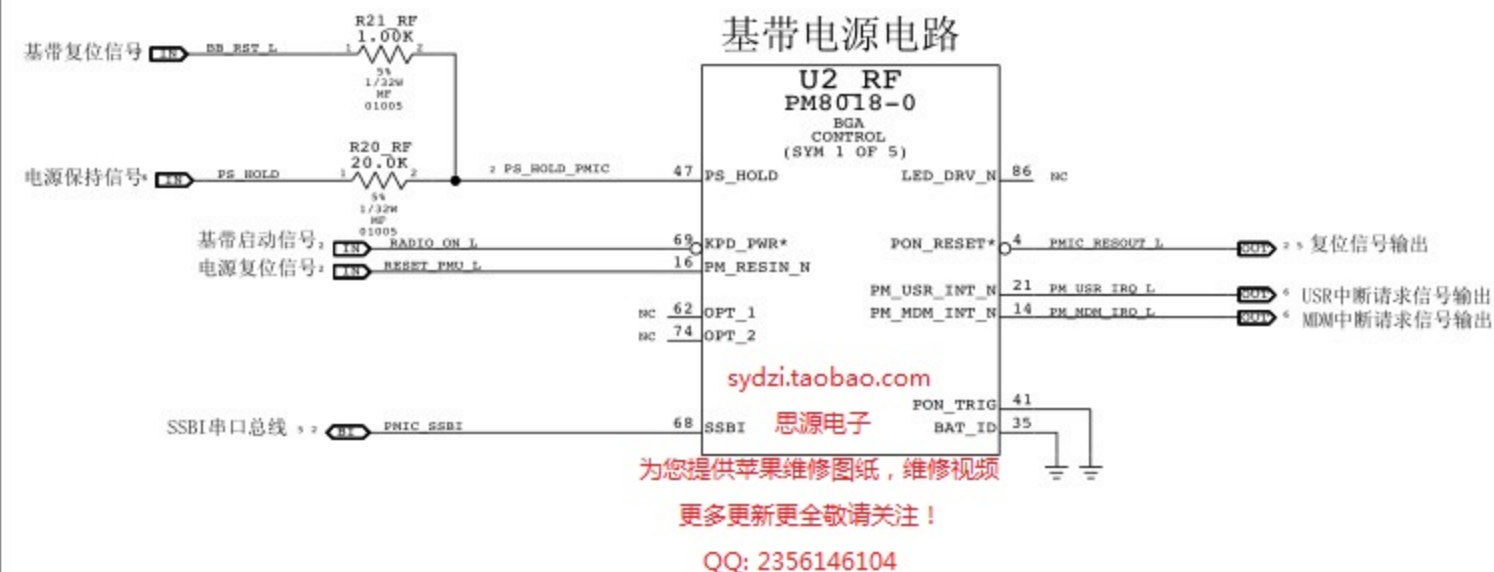 基带电源电路
R21_RF
1.00K
基带复位信号 IN BB_RST_L 1 2
5%
1/32W
MF
01005
U2_RF
PM8018-0
BGA
CONTROL
(SYM 1 OF 5)
R20_RF
20.0K
电源保持信号 6 IN PS_HOLD 1 2 2 PS_HOLD_PMIC 47 PS_HOLD LED_DRV_N 86 NC
5%
1/32W
MF
01005
基带启动信号 2 IN RADIO_ON_L 69 KPD_PWR* PON_RESET* 4 PMIC_RESOUT_L OUT 2 5 复位信号输出
电源复位信号 2 IN RESET_PMU_L 16 PM_RESIN_N
PM_USR_INT_N 21 PM_USR_IRQ_L OUT 6 USR中断请求信号输出
NC 62 OPT_1 PM_MDM_INT_N 14 PM_MDM_IRQ_L OUT 6 MDM中断请求信号输出
NC 74 OPT_2
sydzi.taobao.com
PON_TRIG 41
思源电子
SSBI串口总线 5 2 BI PMIC_SSBI 68 SSBI BAT_ID 35
为您提供苹果维修图纸，维修视频
更多更新更全敬请关注！
QQ: 2356146104